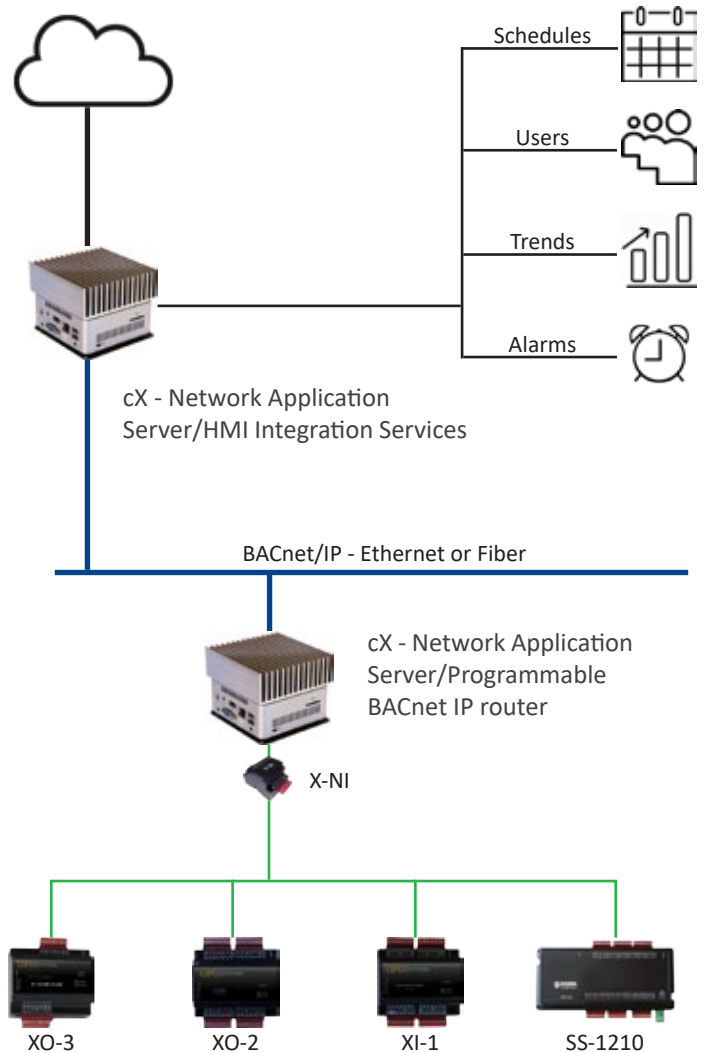 Schedules
Users
Trends
Alarms
cX - Network Application
Server/HMI Integration Services
BACnet/IP - Ethernet or Fiber
cX - Network Application
Server/Programmable
BACnet IP router
X-NI
XO-3
XO-2
XI-1
SS-1210